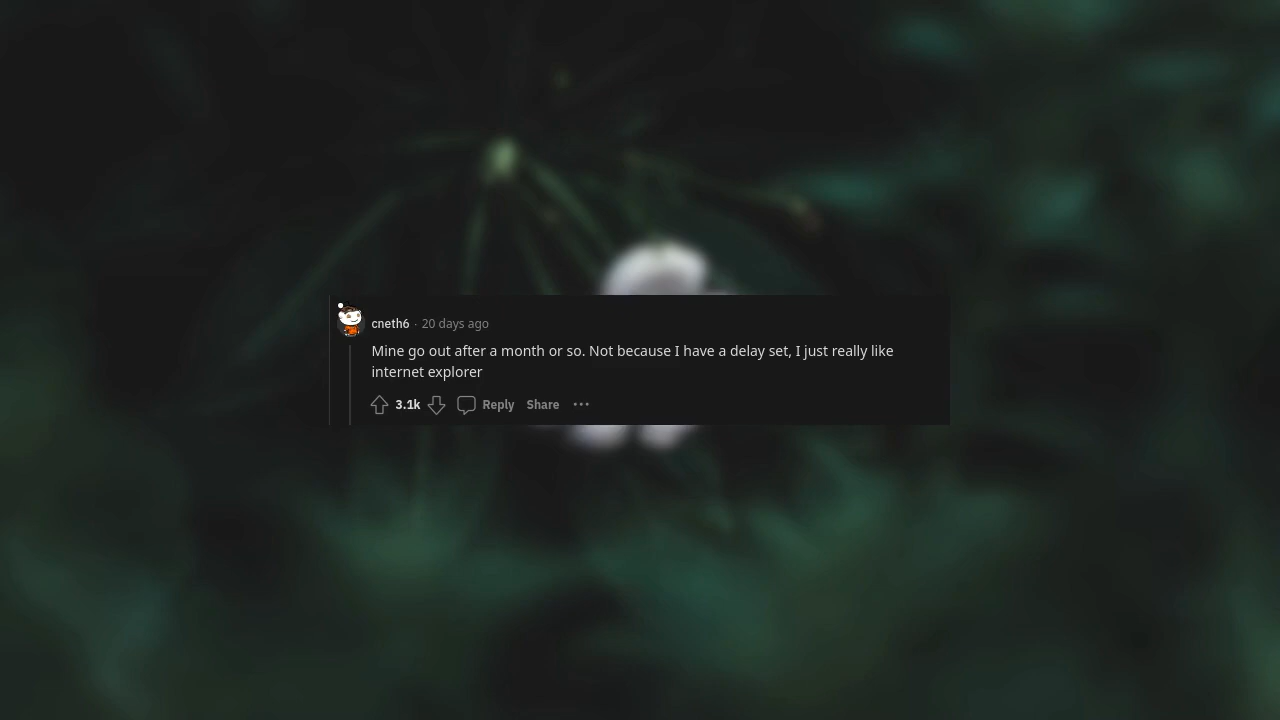 cneth6 · 20 days ago
Mine go out after a month or so. Not because I have a delay set, I just really like
internet explorer
3.1k Reply Share ···